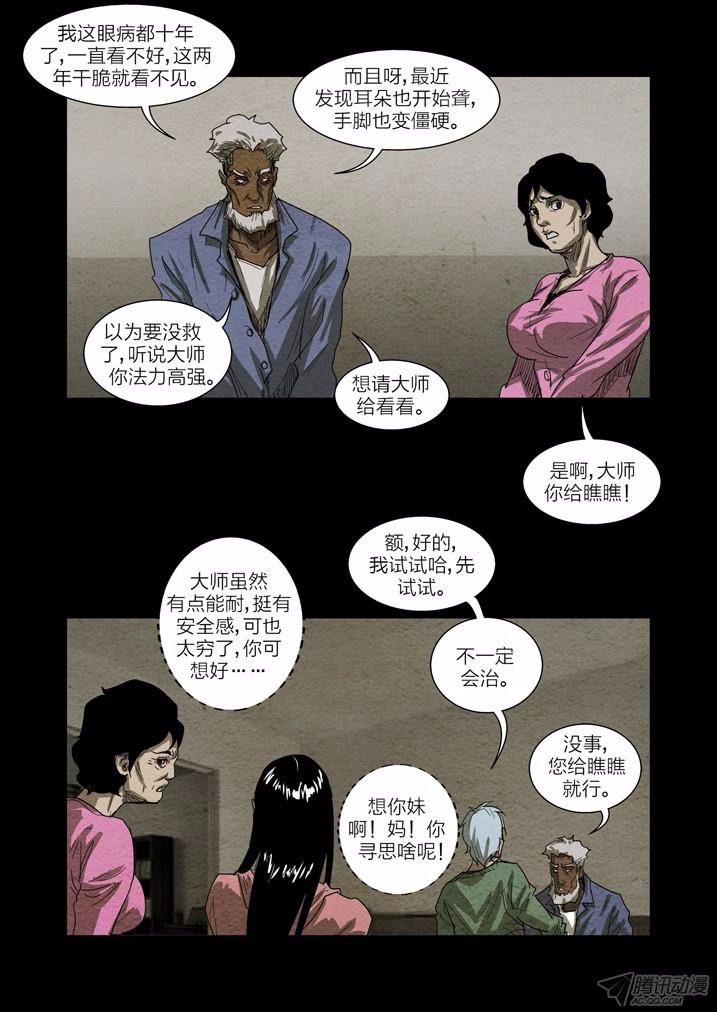 我这眼病都十年
了，一直看不好，这两
年干脆就看不见。
而且呀，最近
发现耳朵也开始聋，
手脚也变僵硬。
以为要没救
了，听说大师
你法力高强。
想请大师
给看看。
是啊，大师
你给瞧瞧！
额，好的，
我试试哈，先
试试。
大师虽然
有点能耐，挺有
安全感，可也
太穷了，你可
想好……
不一定
会治。
没事，
您给瞧瞧
就行。
想你妹
啊！妈！你
寻思啥呢！
腾讯动漫